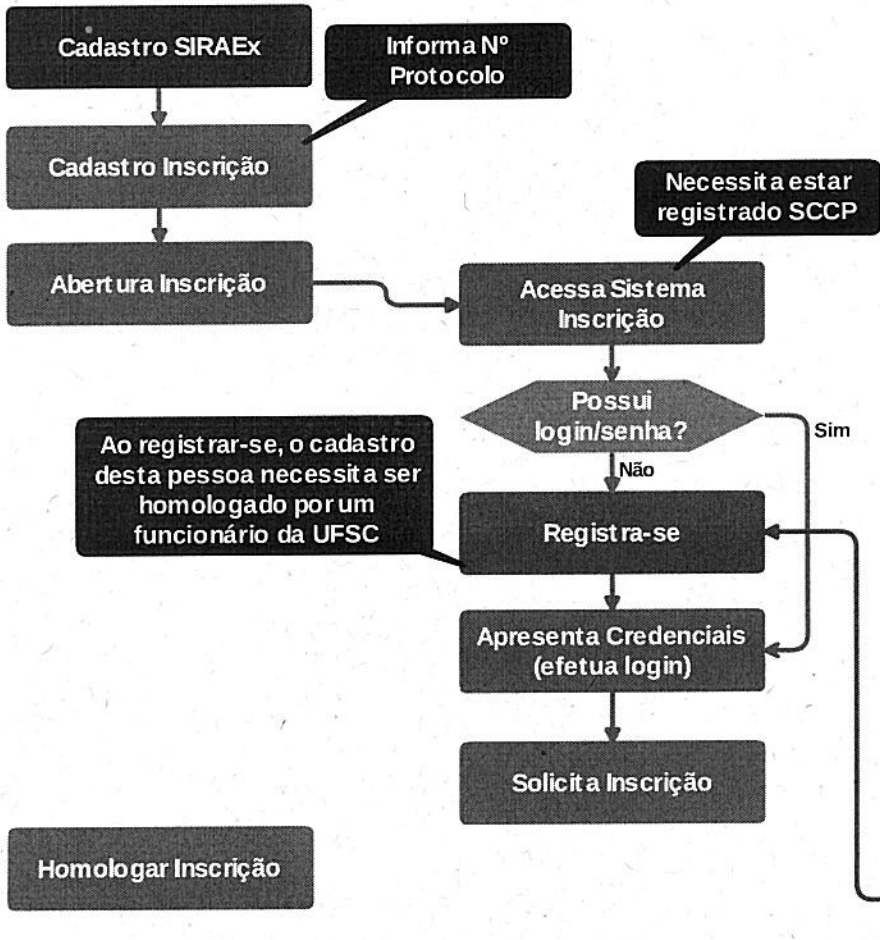 Cadastro SIRAEx
Informa Nº
Protocolo
Cadastro Inscrição
Abertura Inscrição
Necessita estar
registrado SCCP
Acessa Sistema
Inscrição
Possui
login/senha?
Sim
Não
Ao registrar-se, o cadastro
desta pessoa necessita ser
homologado por um
funcionário da UFSC
Registra-se
Apresenta Credenciais
(efetua login)
Solicita Inscrição
Homologar Inscrição